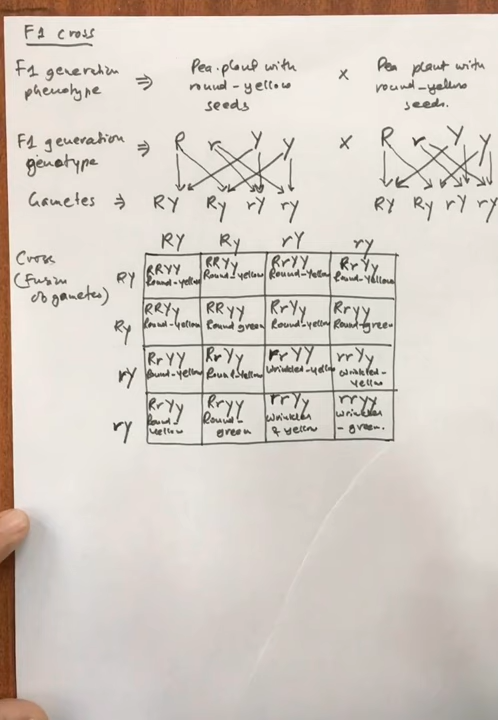 F1 cross
F1 generation phenotype ⇒ Pea plant with round-yellow seeds × Pea plant with round-yellow seeds.
F1 generation genotype ⇒ R r Y y × R r Y y
Gametes ⇒ RY Ry rY ry RY Ry rY ry
Cross (fusion of gametes)
RY Ry rY ry
RY RRYY Round-yellow RRYy Round-yellow RrYY Round-Yellow RrYy Round-Yellow
Ry RRYy Round-yellow RRyy Round green RrYy Round-yellow Rryy Round-green
rY RrYY Round-yellow RrYy Round-Yellow rrYY Wrinkled-yellow rrYy Wrinkled-yellow
ry RrYy Round-yellow Rryy Round-green rrYy wrinkled yellow rryy wrinkled-green.